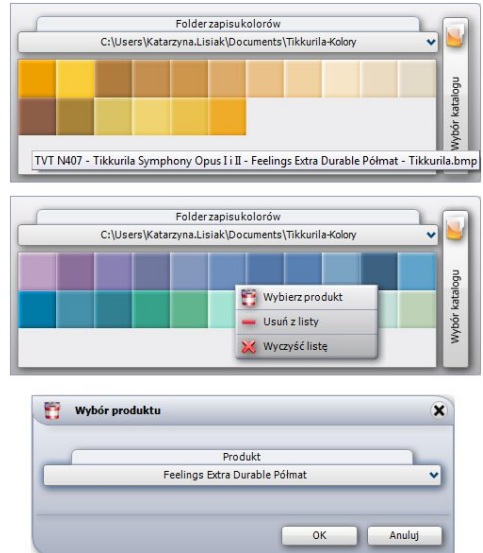 Folder zapisu kolorów
C:\Users\Katarzyna.Lisiak\Documents\Tikkurila-Kolory
Wybór katalogu
TVT N407 - Tikkurila Symphony Opus I i II - Feelings Extra Durable Półmat - Tikkurila.bmp
Folder zapisu kolorów
C:\Users\Katarzyna.Lisiak\Documents\Tikkurila-Kolory
Wybór katalogu
Wybierz produkt
Usuń z listy
Wyczyść listę
Wybór produktu
Produkt
Feelings Extra Durable Półmat
OK
Anuluj